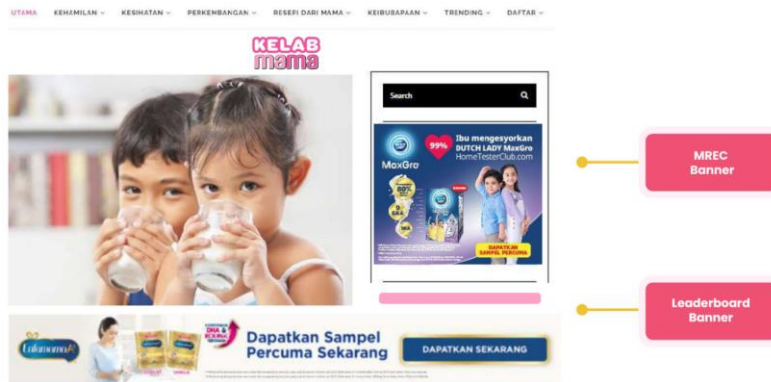 UTAMA KEHAMILAN KESIHATAN PERKEMBANGAN RESEPI DARI MAMA KEIBUBAPAAN TRENDING DAFTAR
KELAB
mama
Search
MaxGro
99%
Ibu mengesyorkan
DUTCH LADY MaxGro
HomeTesterClub.com
DAPATKAN
SAMPEL PERCUMA
MREC
Banner
Leaderboard
Banner
Enfamama A+
DHA &
Dapatkan Sampel
Percuma Sekarang
DAPATKAN SEKARANG